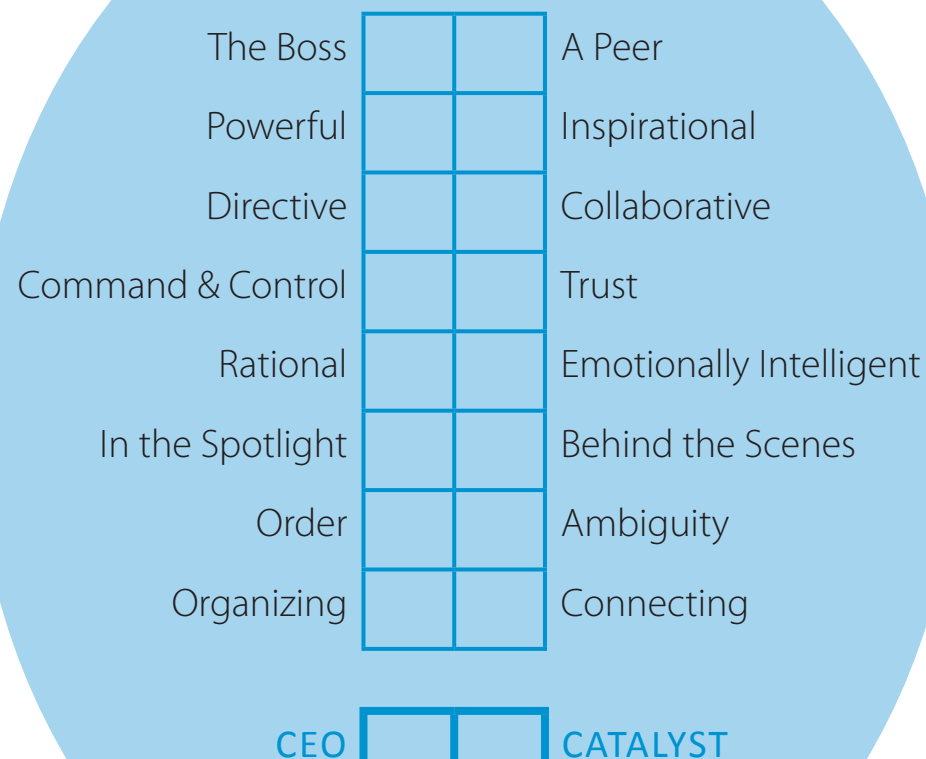 The Boss A Peer
Powerful Inspirational
Directive Collaborative
Command & Control Trust
Rational Emotionally Intelligent
In the Spotlight Behind the Scenes
Order Ambiguity
Organizing Connecting
CEO CATALYST